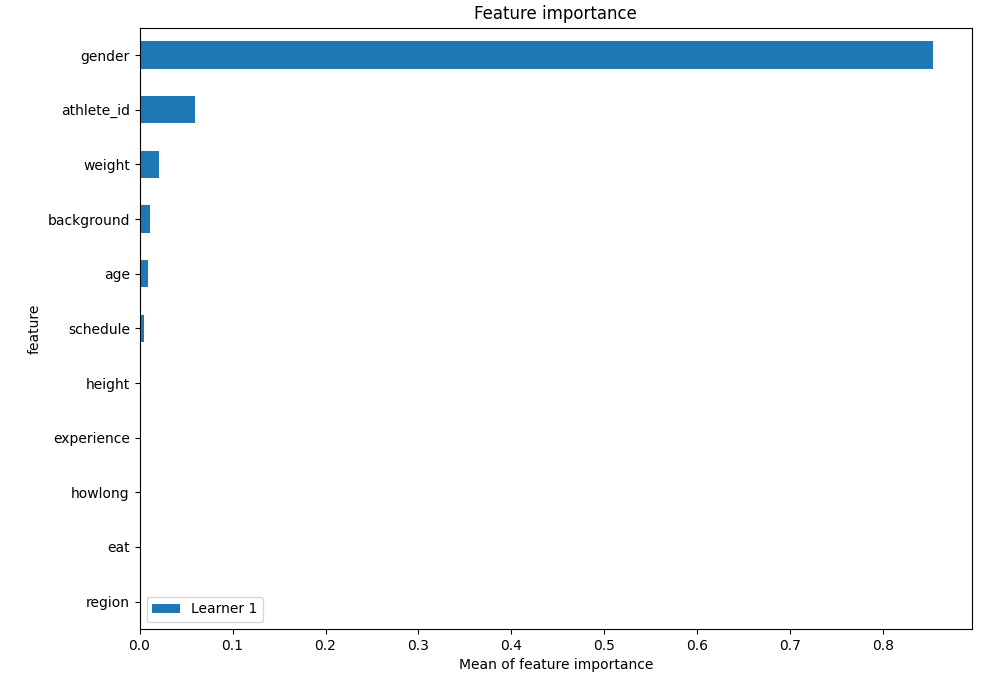 Feature importance
gender
athlete_id
weight
background
age
schedule
height
experience
howlong
eat
region
feature
Learner 1
0.0 0.1 0.2 0.3 0.4 0.5 0.6 0.7 0.8
Mean of feature importance